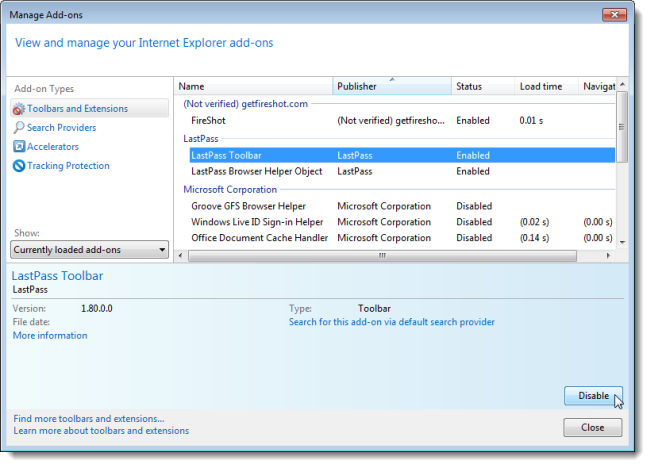 Manage Add-ons
View and manage your Internet Explorer add-ons
Add-on Types
Toolbars and Extensions
Search Providers
Accelerators
Tracking Protection
Show:
Currently loaded add-ons
Name Publisher Status Load time Navigat
(Not verified) getfireshot.com
FireShot (Not verified) getfiresho... Enabled 0.01 s
LastPass
LastPass Toolbar LastPass Enabled
LastPass Browser Helper Object LastPass Enabled
Microsoft Corporation
Groove GFS Browser Helper Microsoft Corporation Disabled
Windows Live ID Sign-in Helper Microsoft Corporation Disabled (0.02 s) (0.00 s)
Office Document Cache Handler Microsoft Corporation Disabled (0.14 s) (0.00 s)
LastPass Toolbar
LastPass
Version: 1.80.0.0 Type: Toolbar
File date: Search for this add-on via default search provider
More information
Disable
Find more toolbars and extensions...
Learn more about toolbars and extensions
Close